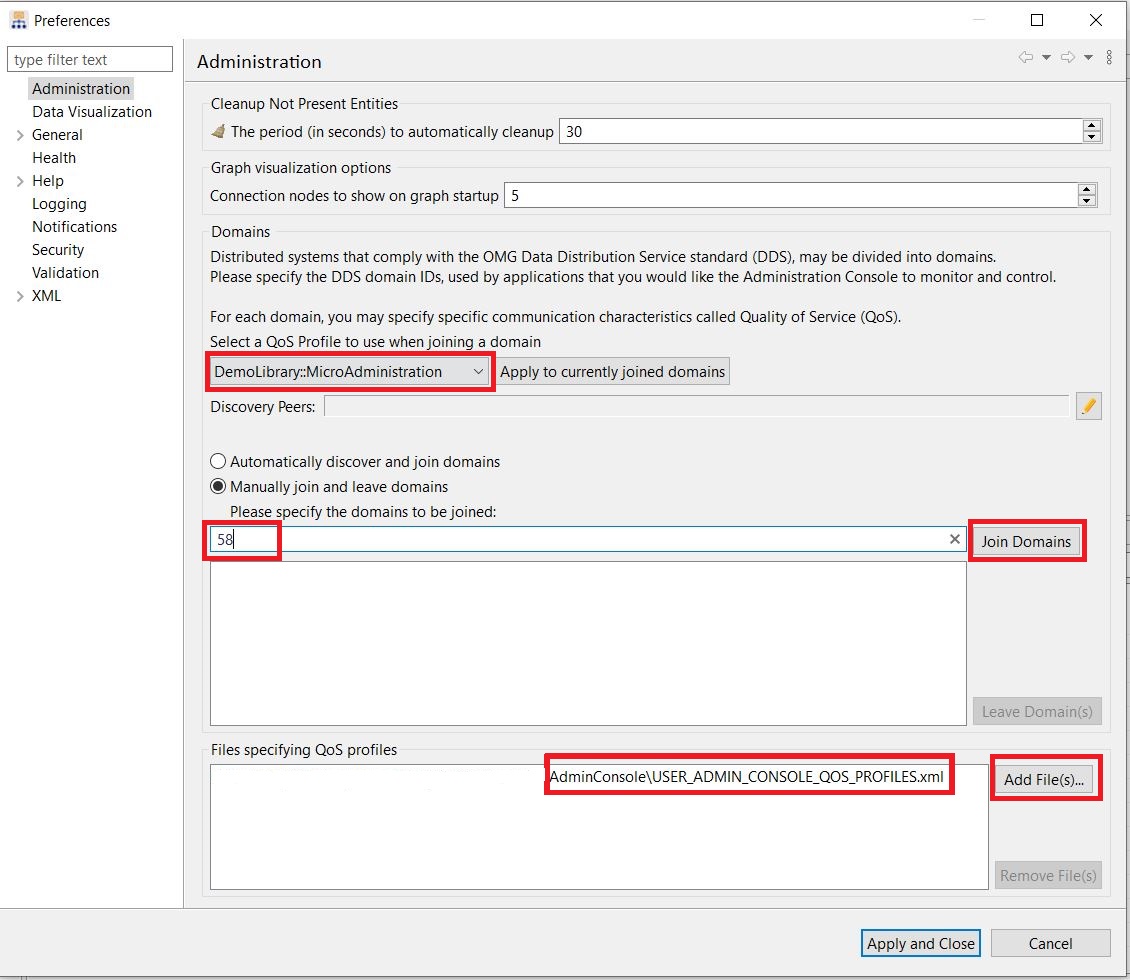 Preferences
type filter text
Administration
Data Visualization
General
Health
Help
Logging
Notifications
Security
Validation
XML
Administration
Cleanup Not Present Entities
The period (in seconds) to automatically cleanup 30
Graph visualization options
Connection nodes to show on graph startup 5
Domains
Distributed systems that comply with the OMG Data Distribution Service standard (DDS), may be divided into domains.
Please specify the DDS domain IDs, used by applications that you would like the Administration Console to monitor and control.
For each domain, you may specify specific communication characteristics called Quality of Service (QoS).
Select a QoS Profile to use when joining a domain
DemoLibrary::MicroAdministration Apply to currently joined domains
Discovery Peers:
Automatically discover and join domains
Manually join and leave domains
Please specify the domains to be joined:
58 Join Domains
Leave Domain(s)
Files specifying QoS profiles
AdminConsole\USER_ADMIN_CONSOLE_QOS_PROFILES.xml Add File(s)...
Remove File(s)
Apply and Close Cancel